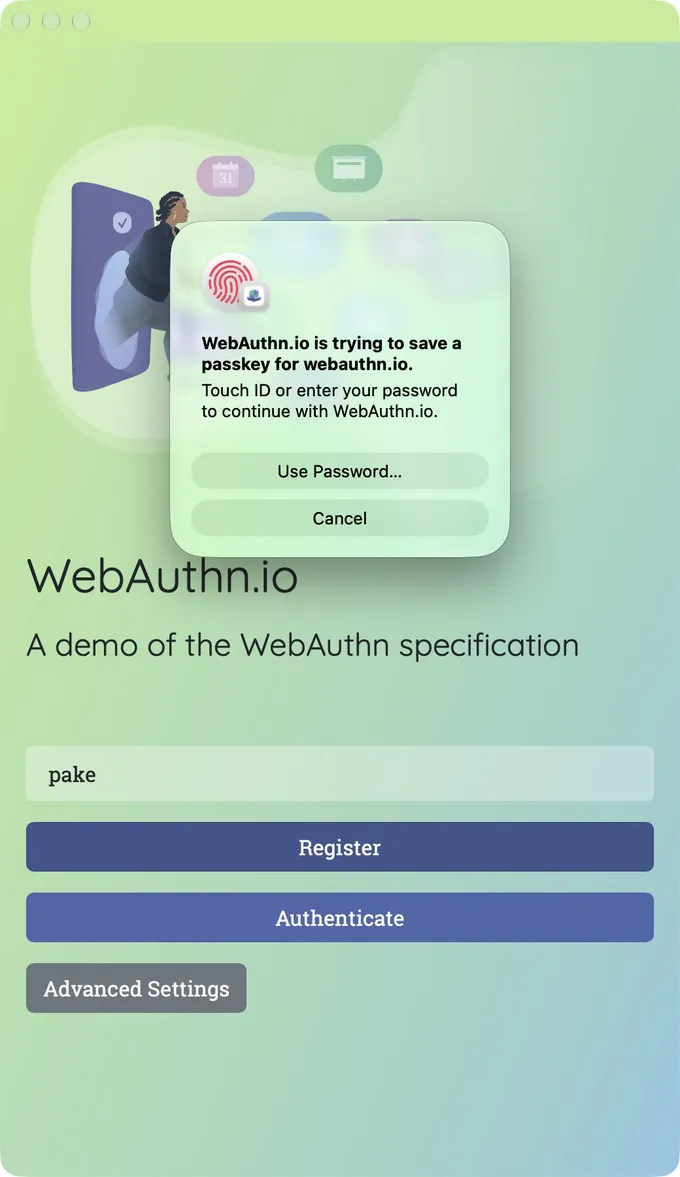 31
WebAuthn.io is trying to save a
passkey for webauthn.io.
Touch ID or enter your password
to continue with WebAuthn.io.
Use Password...
Cancel
WebAuthn.io
A demo of the WebAuthn specification
pake
Register
Authenticate
Advanced Settings